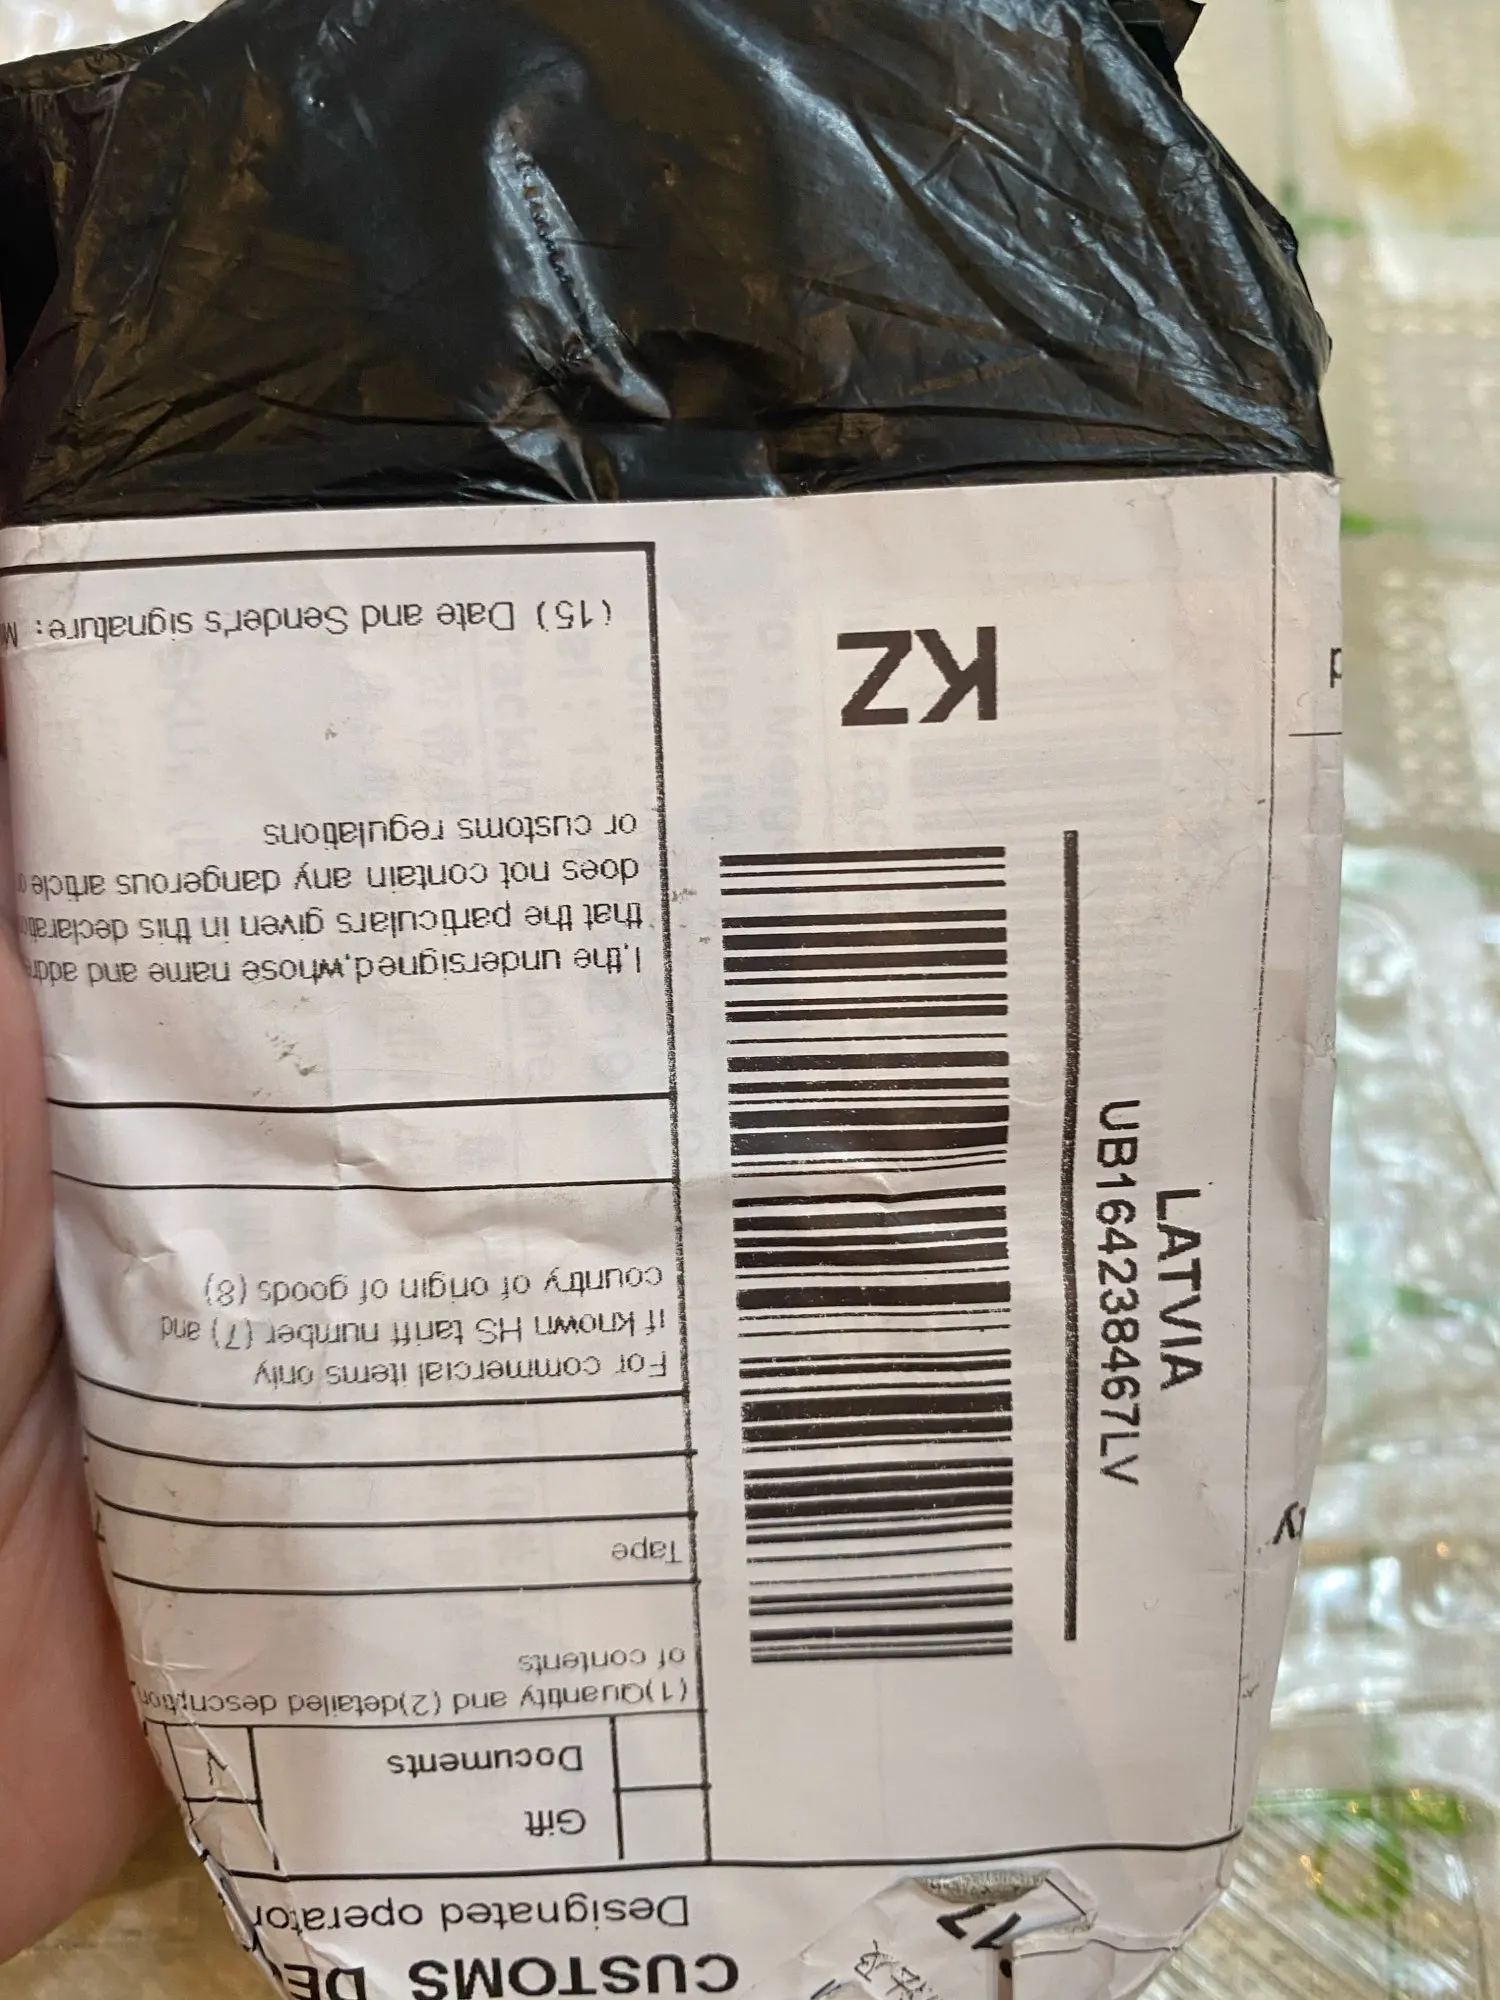 CUSTOMS DE
Designated operator
Gift
Documents
(1)Quantity and (2)detailed description
of contents
Tape
For commercial items only
If known HS tariff number (7) and
country of origin of goods (8)
I,the undersigned,whose name and addre
that the particulars given in this declaration
does not contain any dangerous article o
or customs regulations
(15) Date and Sender's signature: M
17
LATVIA
UB164238467LV
KZ